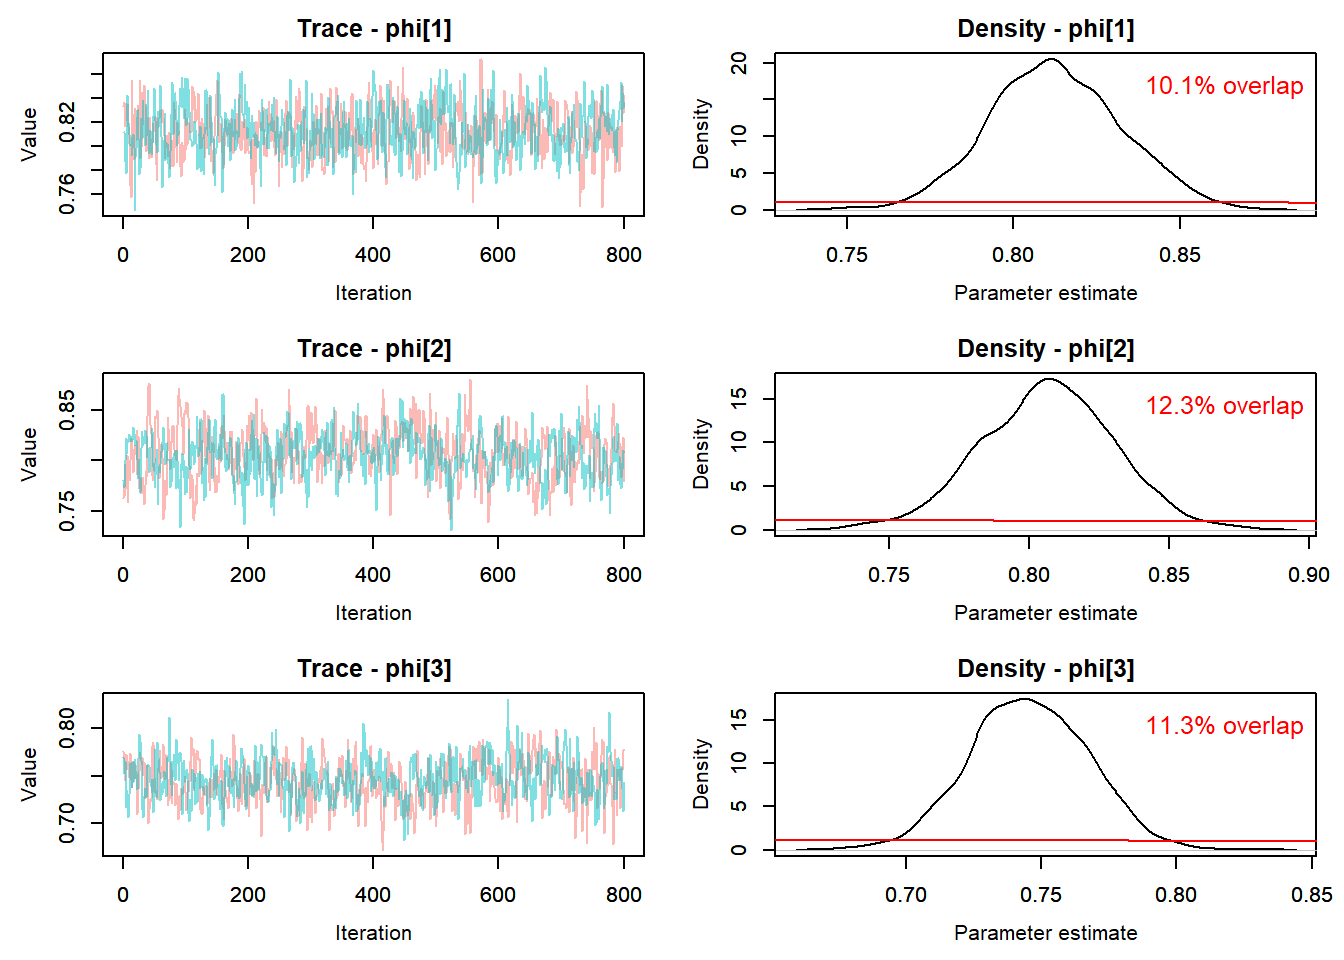 Trace - phi[1]
Value
0.76 0.82
0 200 400 600 800
Iteration
Density - phi[1]
10.1% overlap
Density
0 5 10 20
0.75 0.80 0.85
Parameter estimate
Trace - phi[2]
Value
0.75 0.85
0 200 400 600 800
Iteration
Density - phi[2]
12.3% overlap
Density
0 5 10 15
0.75 0.80 0.85 0.90
Parameter estimate
Trace - phi[3]
Value
0.70 0.80
0 200 400 600 800
Iteration
Density - phi[3]
11.3% overlap
Density
0 5 10 15
0.70 0.75 0.80 0.85
Parameter estimate